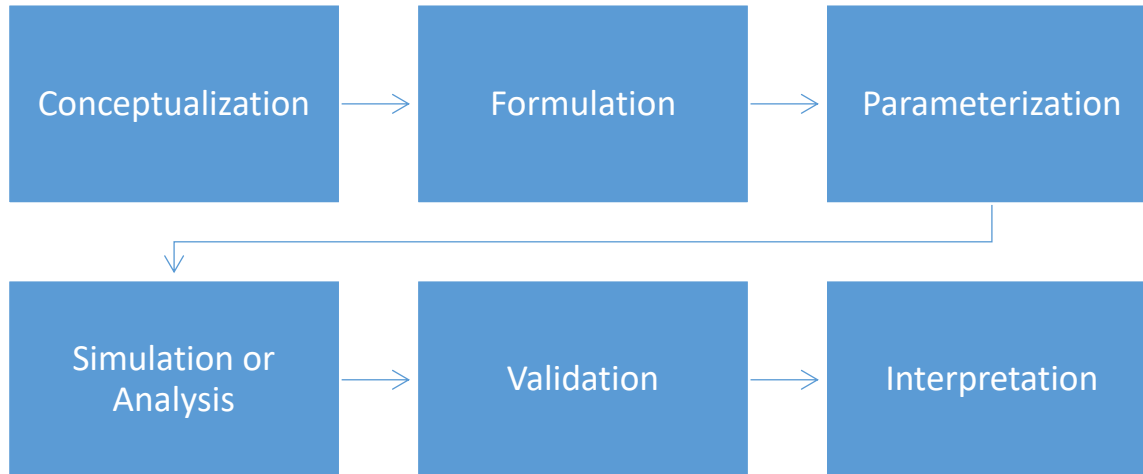 Conceptualization
Formulation
Parameterization
Simulation or
Analysis
Validation
Interpretation